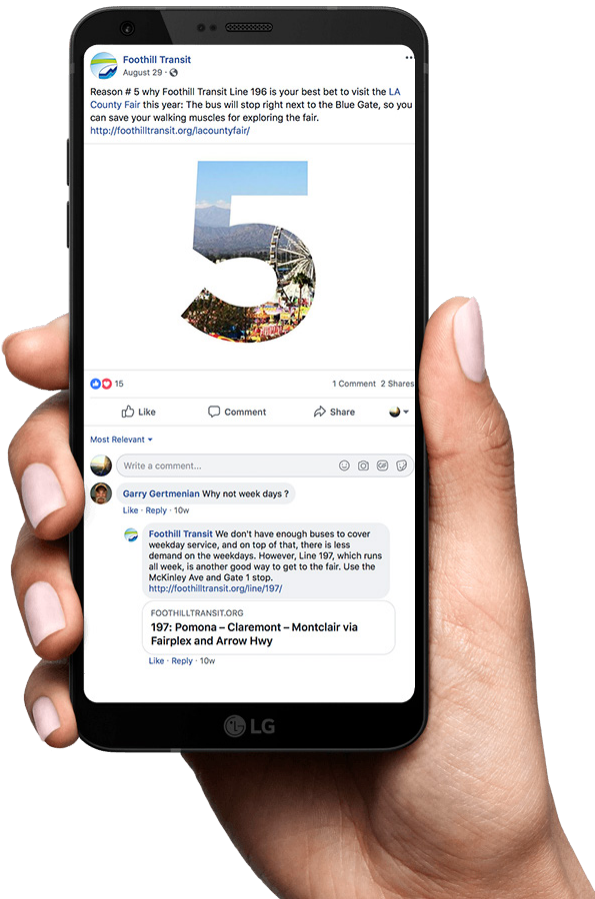 Foothill Transit
August 29 ·
Reason # 5 why Foothill Transit Line 196 is your best bet to visit the LA
County Fair this year: The bus will stop right next to the Blue Gate, so you
can save your walking muscles for exploring the fair.
http://foothilltransit.org/lacountyfair/
5
15
1 Comment 2 Shares
Like Comment Share
Most Relevant
Write a comment...
GIF
Garry Gertmenian Why not week days ?
Like · Reply · 10w
Foothill Transit We don't have enough buses to cover
weekday service, and on top of that, there is less
demand on the weekdays. However, Line 197, which runs
all week, is another good way to get to the fair. Use the
McKinley Ave and Gate 1 stop.
http://foothilltransit.org/line/197/
FOOTHILLTRANSIT.ORG
197: Pomona – Claremont – Montclair via
Fairplex and Arrow Hwy
Like · Reply · 10w
LG